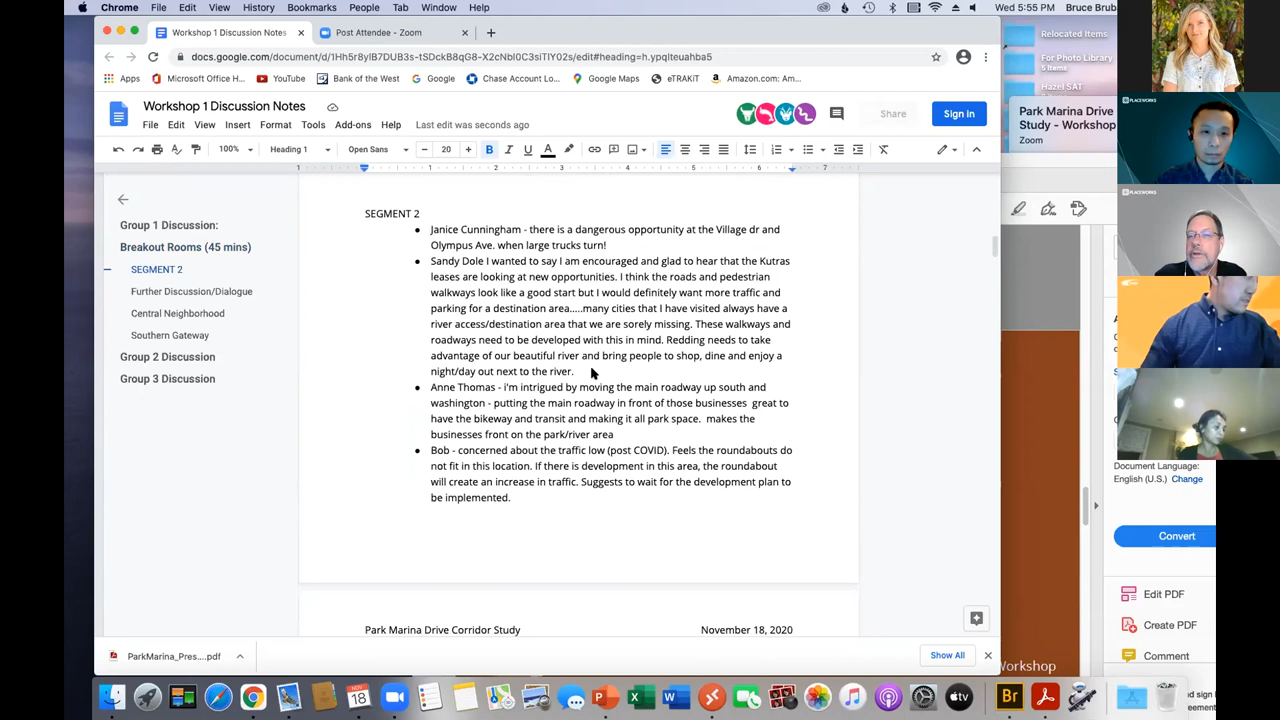 Chrome File Edit View History Bookmarks People Tab Window Help Wed 5:55 PM Bruce Brub
Workshop 1 Discussion Notes Post Attendee - Zoom
Apps Microsoft Office H... YouTube Bank of the West Google Chase Account Lo... Google Maps eTRAKiT Amazon.com: Am...
Workshop 1 Discussion Notes
File Edit View Insert Format Tools Add-ons Help Last edit was seconds ago
Share Sign in
100% Heading 1 Open Sans 20 B I U A
Group 1 Discussion:
Breakout Rooms (45 mins)
SEGMENT 2
Further Discussion/Dialogue
Central Neighborhood
Southern Gateway
Group 2 Discussion
Group 3 Discussion
SEGMENT 2
Janice Cunningham - there is a dangerous opportunity at the Village dr and
Olympus Ave. when large trucks turn!
Sandy Dole I wanted to say I am encouraged and glad to hear that the Kutras
leases are looking at new opportunities. I think the roads and pedestrian
walkways look like a good start but I would definitely want more traffic and
parking for a destination area.....many cities that I have visited always have a
river access/destination area that we are sorely missing. These walkways and
roadways need to be developed with this in mind. Redding needs to take
advantage of our beautiful river and bring people to shop, dine and enjoy a
night/day out next to the river.
Anne Thomas - i'm intrigued by moving the main roadway up south and
washington - putting the main roadway in front of those businesses great to
have the bikeway and transit and making it all park space. makes the
businesses front on the park/river area
Bob - concerned about the traffic low (post COVID). Feels the roundabouts do
not fit in this location. If there is development in this area, the roundabout
will create an increase in traffic. Suggests to wait for the development plan to
be implemented.
Park Marina Drive Corridor Study November 18, 2020
ParkMarina_Pres....pdf Show All
Relocated Items
For Photo Library
5 items
Hazel SAT
Park Marina Drive
Study - Workshop
Zoom
PLACEWORKS
PLACEWORKS
Document Language:
English (U.S.) Change
Convert
Edit PDF
Create PDF
Comment
Workshop
NOV
18
Br